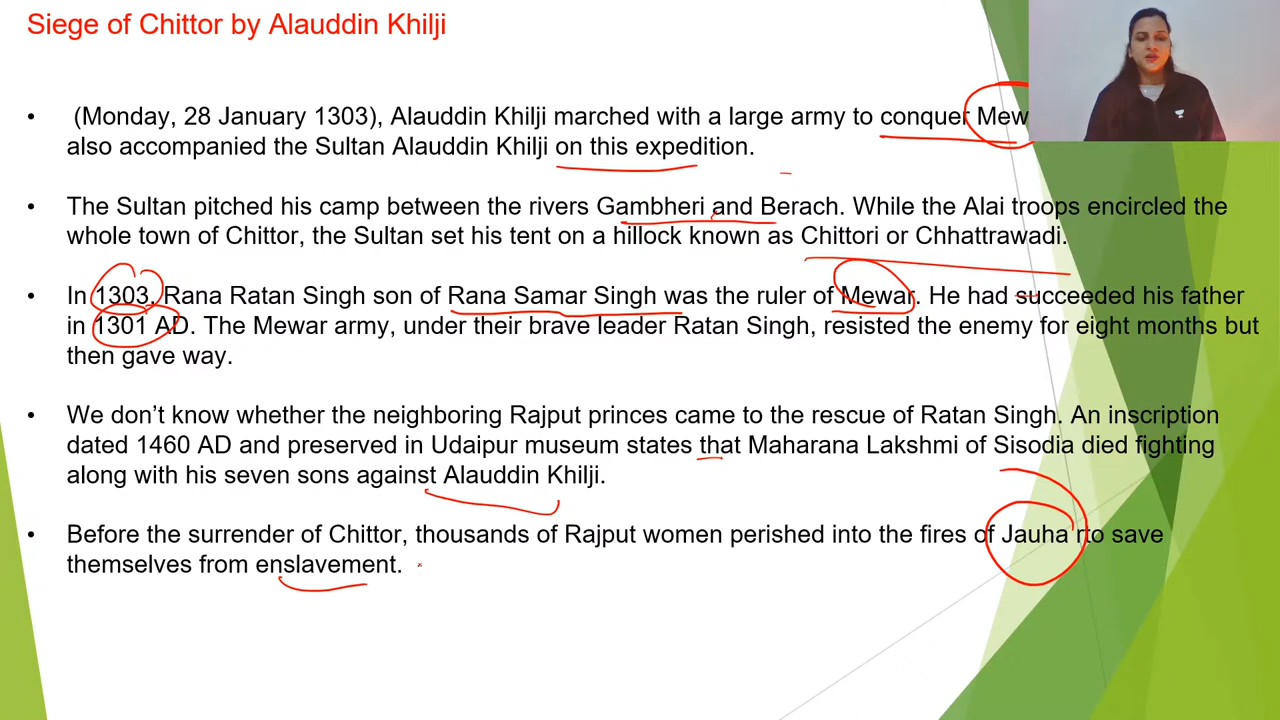 Siege of Chittor by Alauddin Khilji
• (Monday, 28 January 1303), Alauddin Khilji marched with a large army to conquer Mew
also accompanied the Sultan Alauddin Khilji on this expedition.
• The Sultan pitched his camp between the rivers Gambheri and Berach. While the Alai troops encircled the
whole town of Chittor, the Sultan set his tent on a hillock known as Chittori or Chhattrawadi.
• In 1303, Rana Ratan Singh son of Rana Samar Singh was the ruler of Mewar. He had succeeded his father
in 1301 AD. The Mewar army, under their brave leader Ratan Singh, resisted the enemy for eight months but
then gave way.
• We don’t know whether the neighboring Rajput princes came to the rescue of Ratan Singh. An inscription
dated 1460 AD and preserved in Udaipur museum states that Maharana Lakshmi of Sisodia died fighting
along with his seven sons against Alauddin Khilji.
• Before the surrender of Chittor, thousands of Rajput women perished into the fires of Jauha rto save
themselves from enslavement.